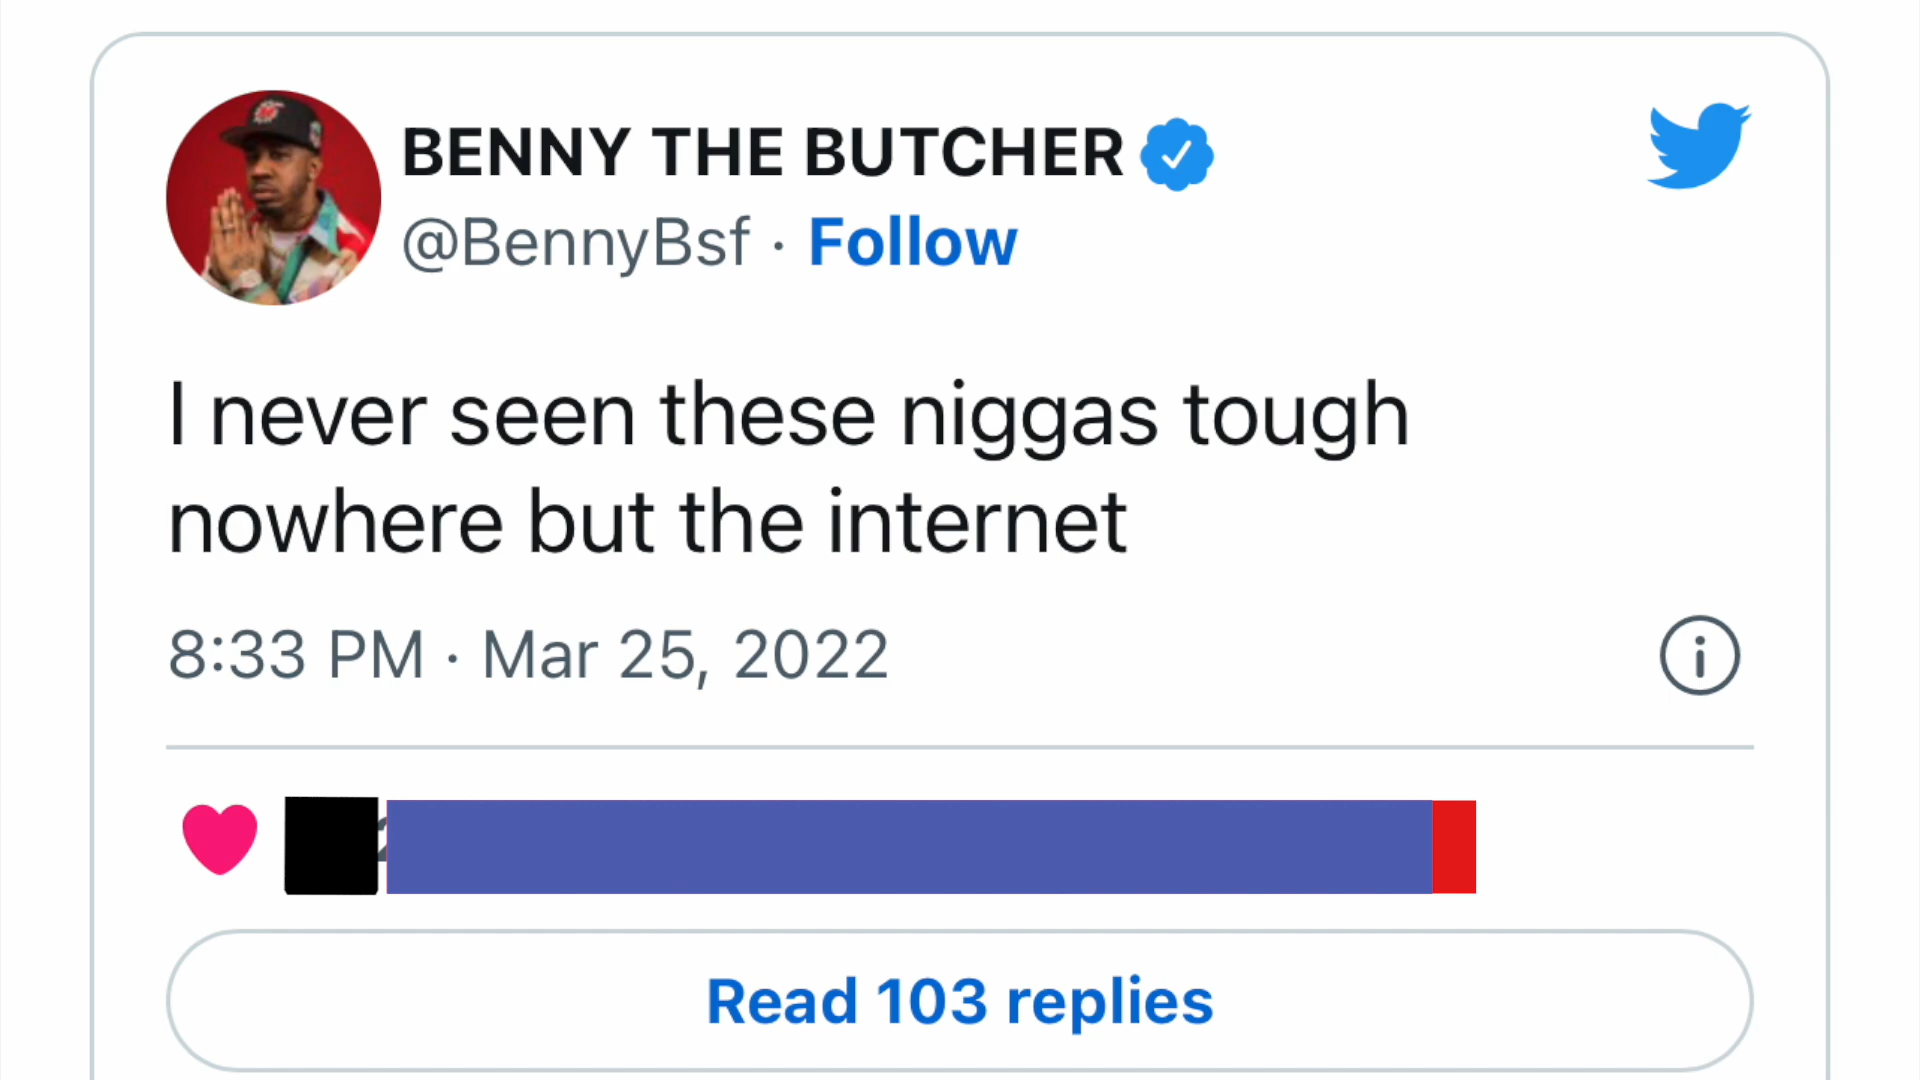 BENNY THE BUTCHER
@BennyBsf · Follow
I never seen these niggas tough
nowhere but the internet
8:33 PM · Mar 25, 2022
Read 103 replies